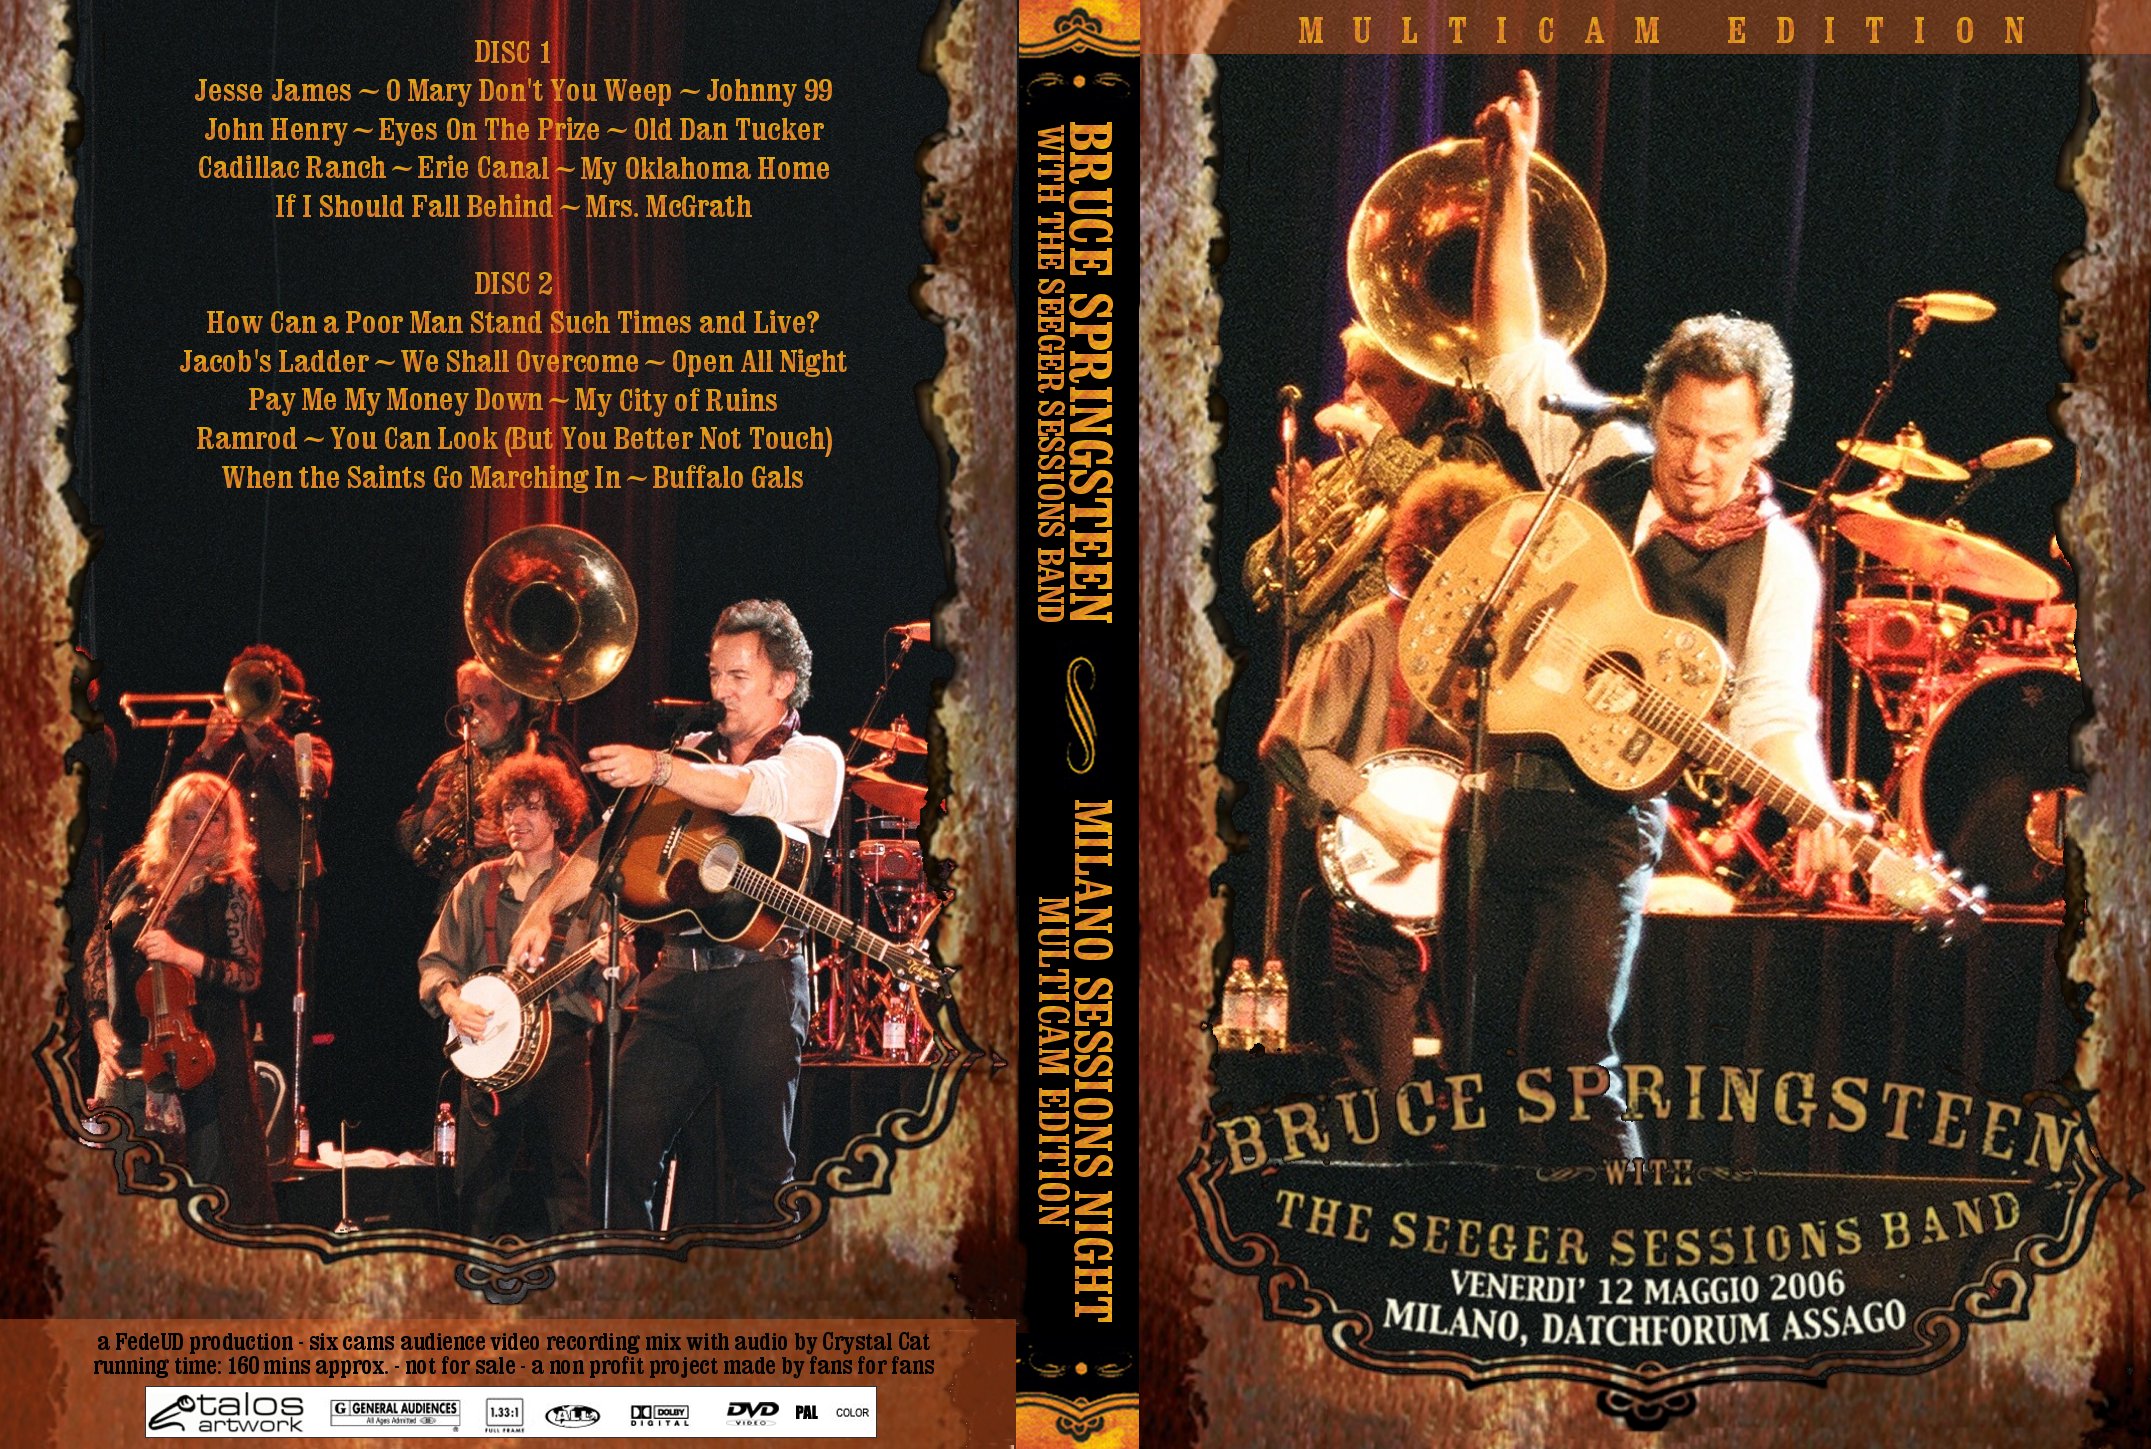 DISC 1
Jesse James ~ O Mary Don't You Weep ~ Johnny 99
John Henry ~ Eyes On The Prize ~ Old Dan Tucker
Cadillac Ranch ~ Erie Canal ~ My Oklahoma Home
If I Should Fall Behind ~ Mrs. McGrath
DISC 2
How Can a Poor Man Stand Such Times and Live?
Jacob's Ladder ~ We Shall Overcome ~ Open All Night
Pay Me My Money Down ~ My City of Ruins
Ramrod ~ You Can Look (But You Better Not Touch)
When the Saints Go Marching In ~ Buffalo Gals
a FedeUD production - six cams audience video recording mix with audio by Crystal Cat
running time: 160 mins approx. - not for sale - a non profit project made by fans for fans
talos
artwork
G GENERAL AUDIENCES
All Ages Admitted
®
1.33:1
FULL FRAME
ALL
DOLBY
DIGITAL
DVD
VIDEO
PAL
COLOR
BRUCE SPRINGSTEEN
WITH THE SEEGER SESSIONS BAND
MILANO SESSIONS NIGHT
MULTICAM EDITION
MULTICAM EDITION
BRUCE SPRINGSTEEN
WITH
THE SEEGER SESSIONS BAND
VENERDI' 12 MAGGIO 2006
MILANO, DATCHFORUM ASSAGO